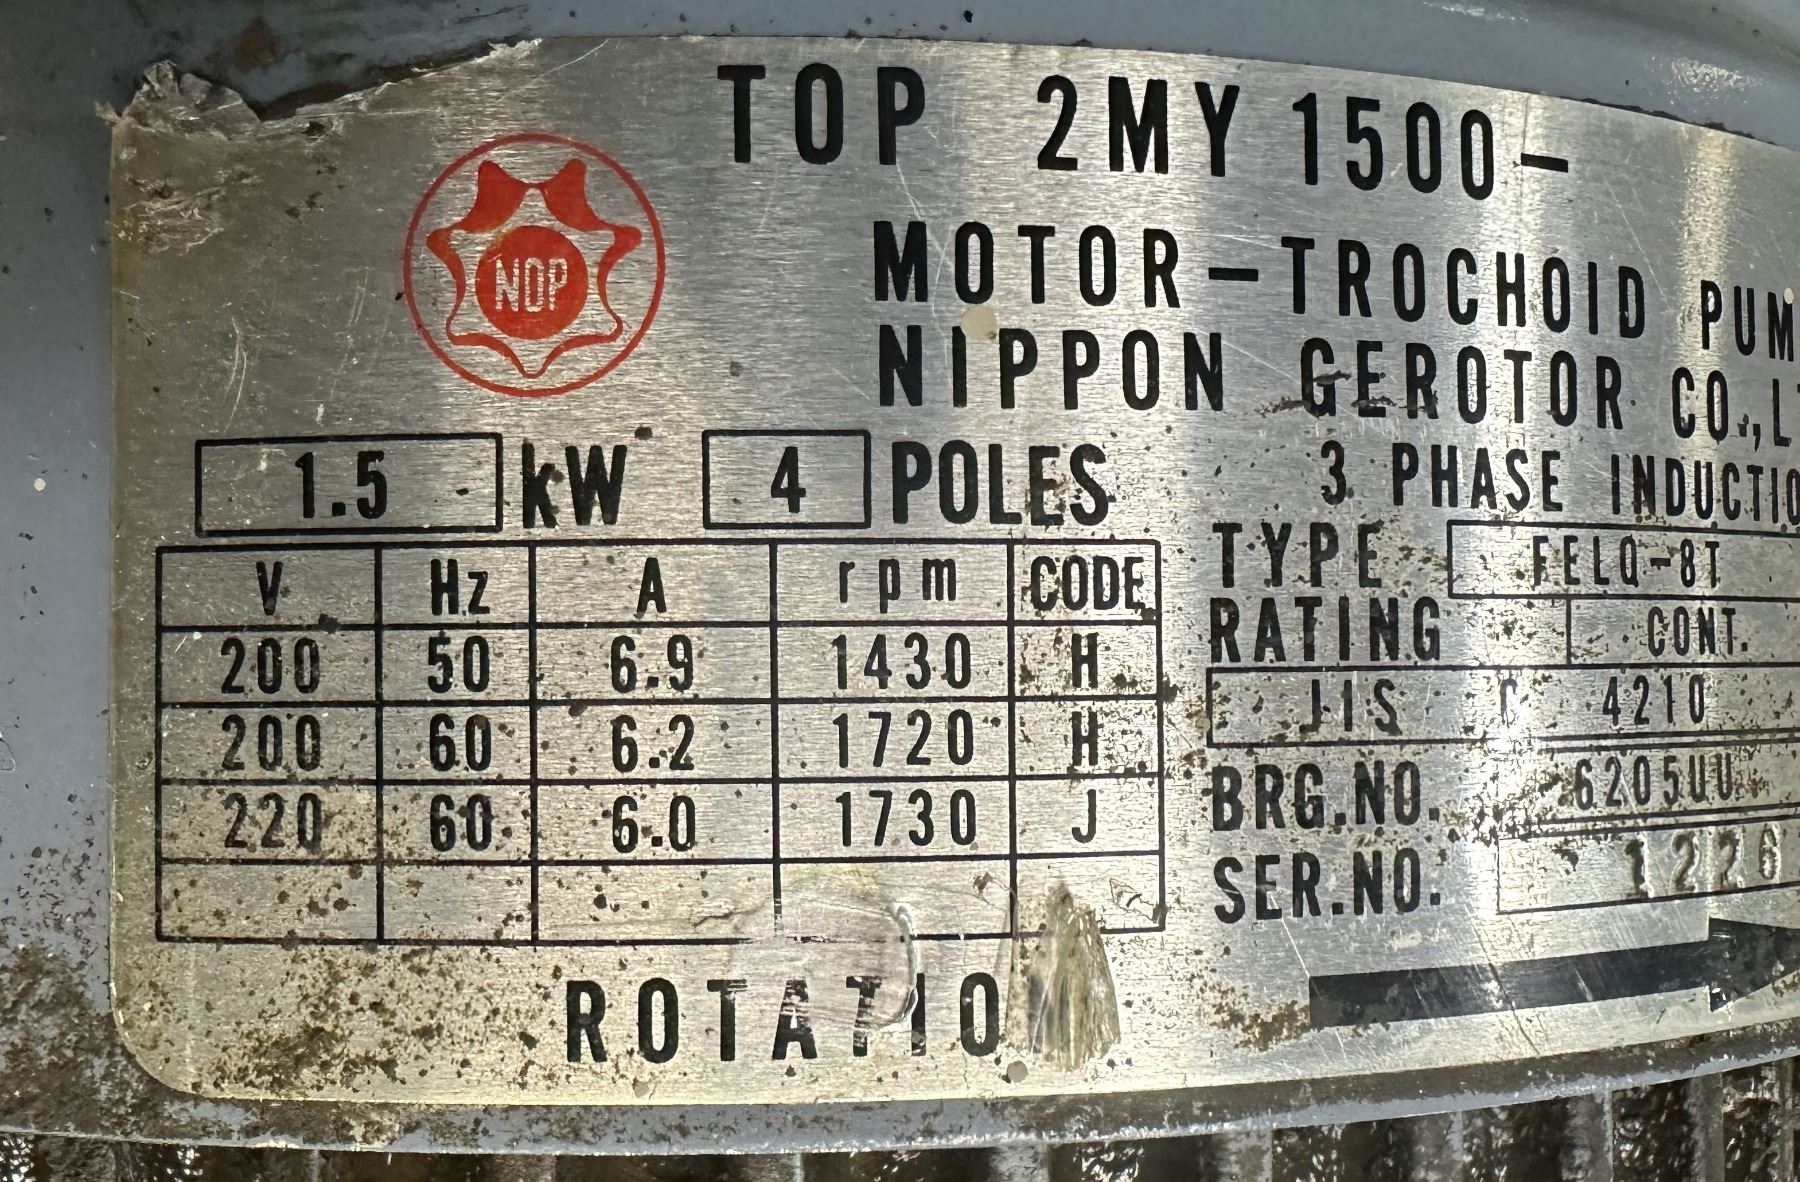 TOP 2MY 1500-
NOP
MOTOR-TROCHOID PUM
NIPPON GEROTOR CO.,L
1.5 kW 4 POLES
3 PHASE INDUCTIO
V Hz A rpm CODE
200 50 6.9 1430 H
200 60 6.2 1720 H
220 60 6.0 1730 J
TYPE FELQ-8T
RATING CONT.
JIS C 4210
BRG.NO. 6205UU
SER.NO. 1226
ROTATIO